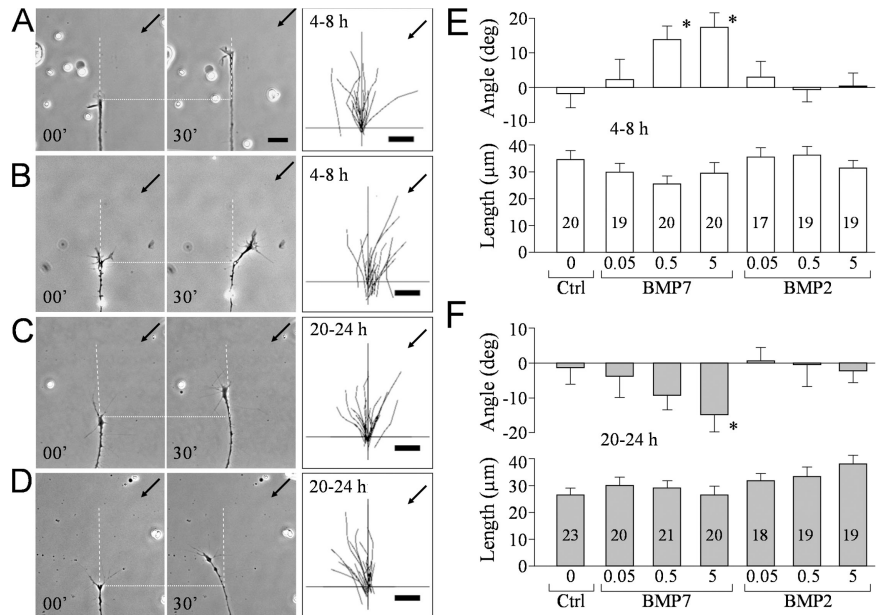 A
00’
30’
4-8 h
B
00’
30’
4-8 h
C
00’
30’
20-24 h
D
00’
30’
20-24 h
E
Angle (deg)
20
10
0
-10
* *
4-8 h
Length (μm)
40
30
20
10
0
20 19 20 20 17 19 19
0 0.05 0.5 5 0.05 0.5 5
Ctrl BMP7 BMP2
F
Angle (deg)
10
0
-10
-20
*
20-24 h
Length (μm)
40
30
20
10
0
23 20 21 20 18 19 19
0 0.05 0.5 5 0.05 0.5 5
Ctrl BMP7 BMP2